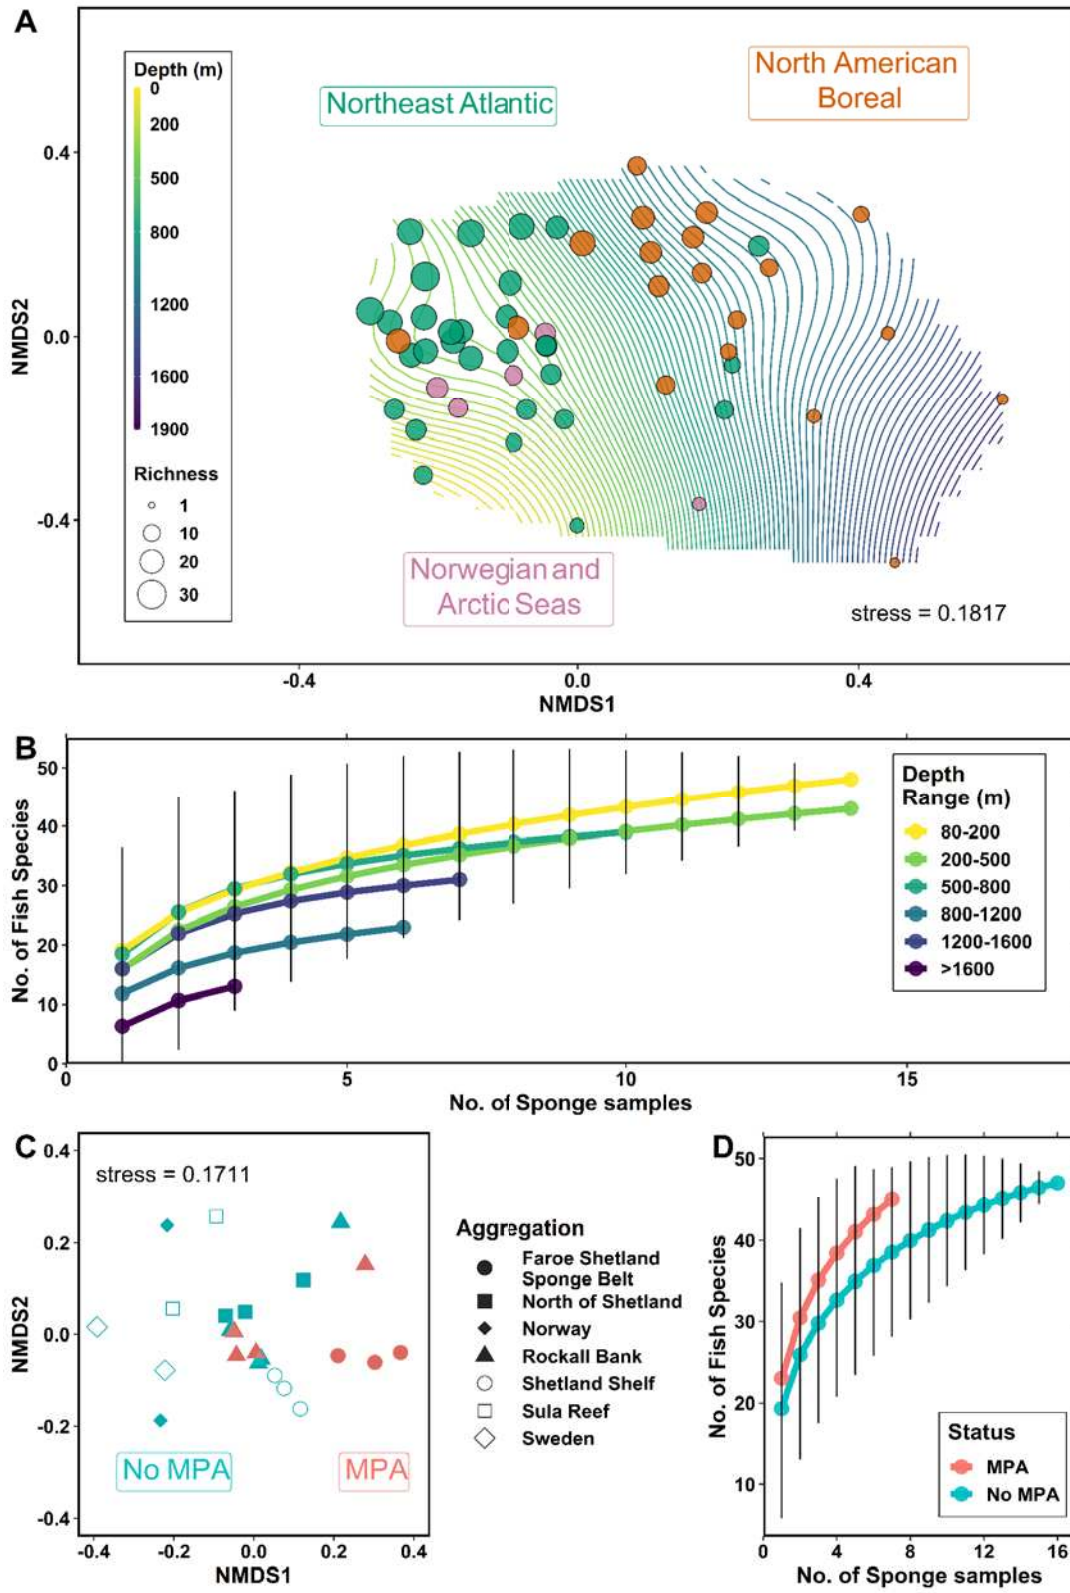 A
Depth (m)
0
200
500
800
1200
1600
1900
Richness
1
10
20
30
Northeast Atlantic
North American
Boreal
Norwegian and
Arctic Seas
stress = 0.1817
0.4
0.0
-0.4
NMDS2
-0.4
0.0
0.4
NMDS1
B
50
40
30
20
10
0
No. of Fish Species
0
5
10
15
No. of Sponge samples
Depth
Range (m)
80-200
200-500
500-800
800-1200
1200-1600
>1600
C
stress = 0.1711
0.4
0.2
0.0
-0.2
-0.4
NMDS2
No MPA
MPA
-0.4
-0.2
0.0
0.2
0.4
NMDS1
Aggregation
Faroe Shetland
Sponge Belt
North of Shetland
Norway
Rockall Bank
Shetland Shelf
Sula Reef
Sweden
D
50
40
30
20
10
No. of Fish Species
Status
MPA
No MPA
0
4
8
12
16
No. of Sponge samples